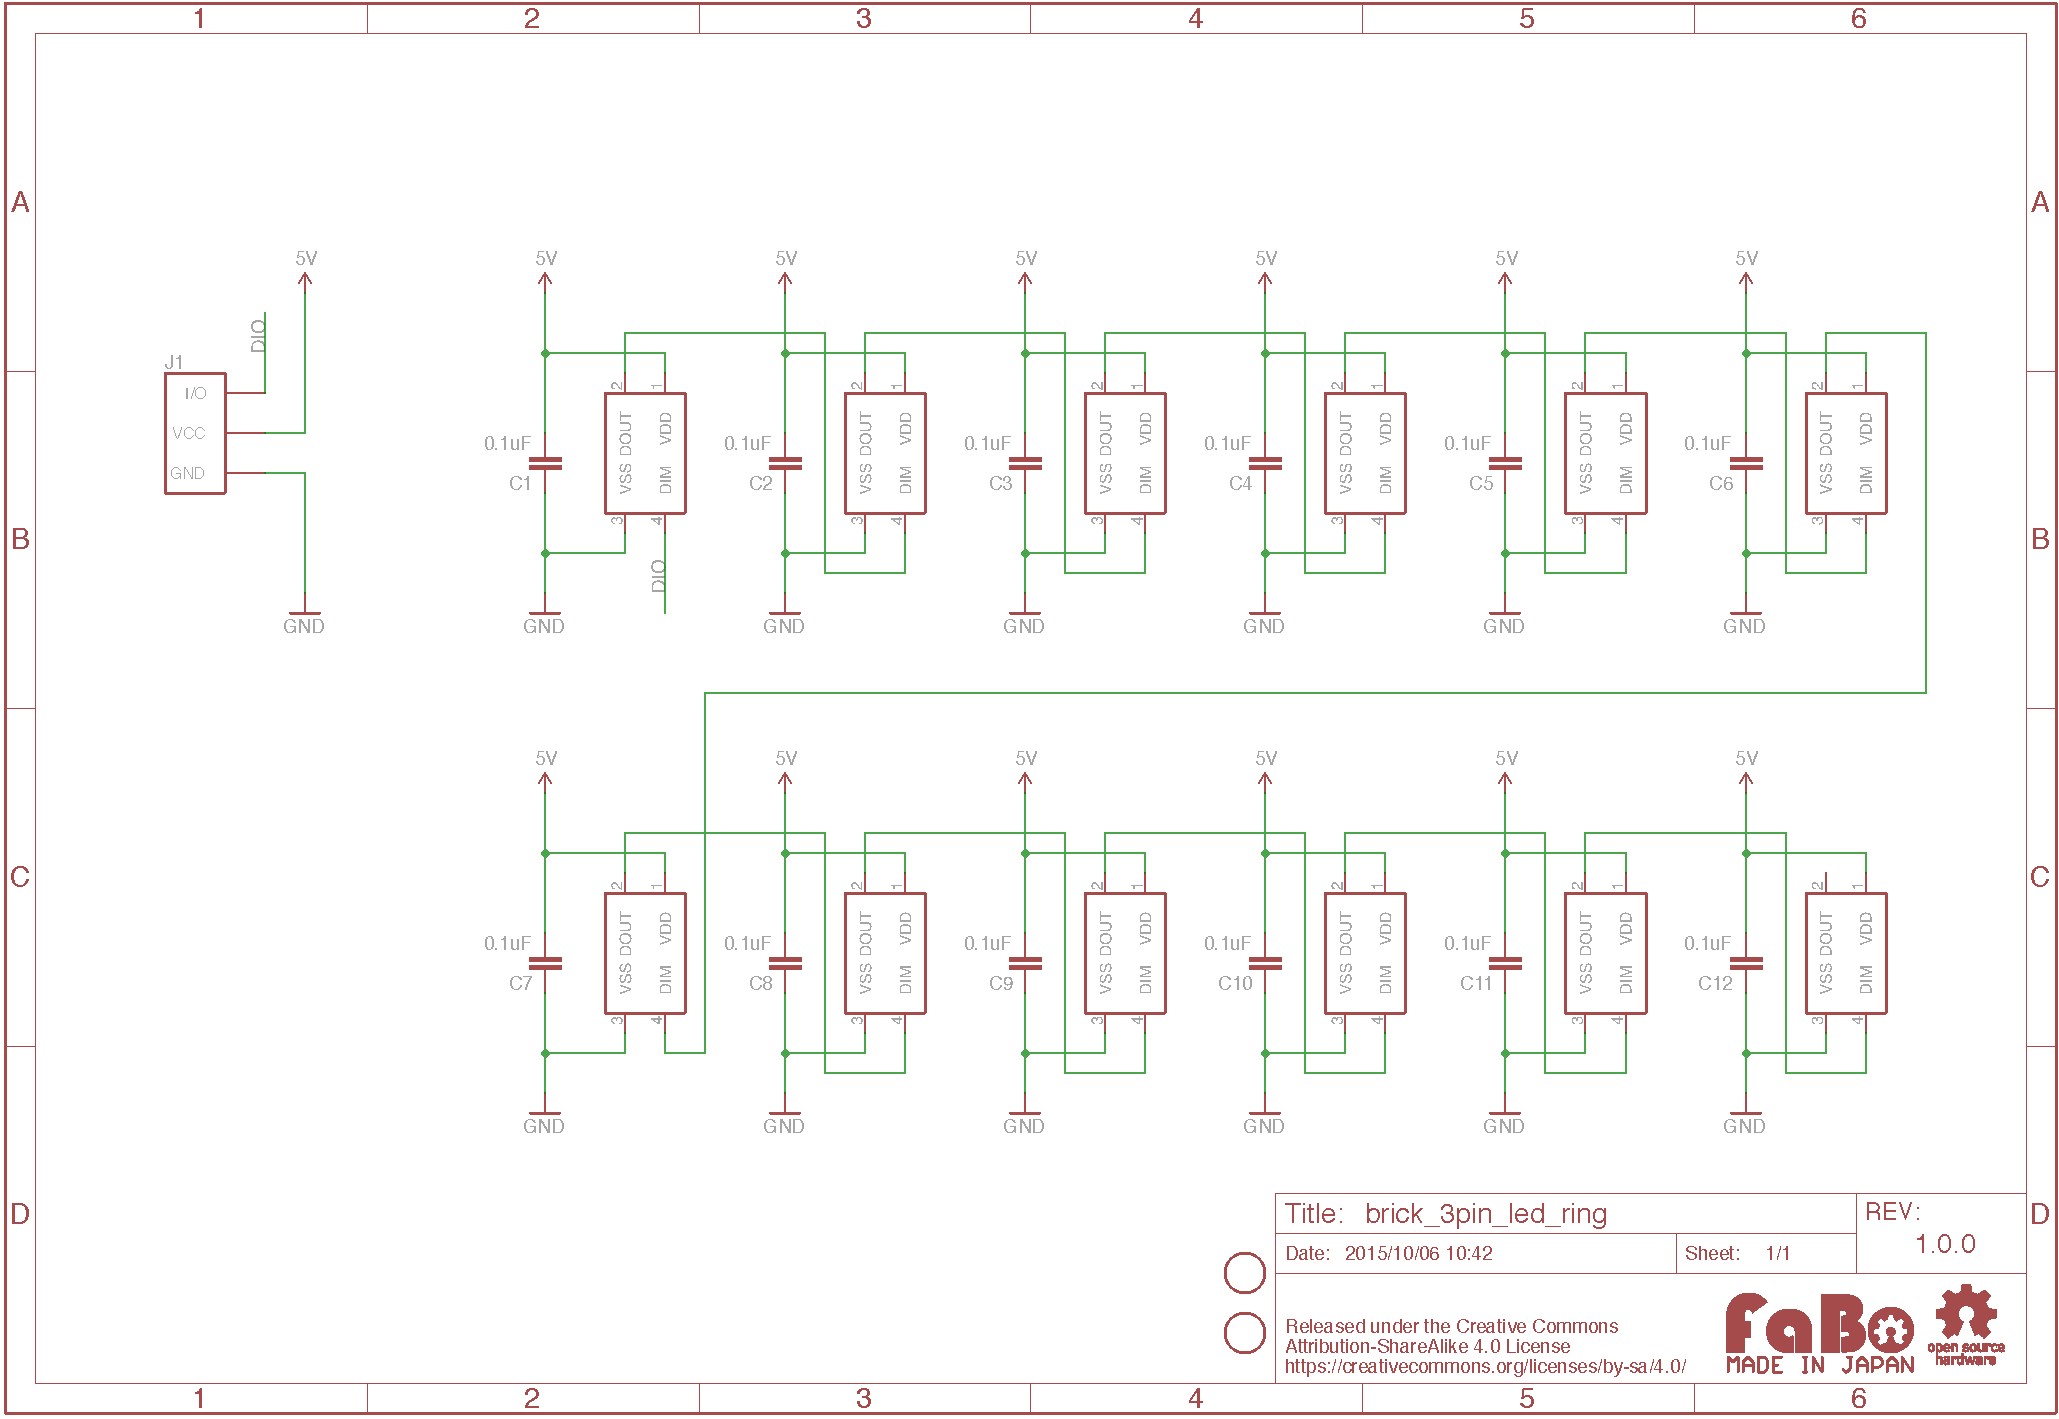 1 2 3 4 5 6
A A
5V 5V 5V 5V 5V 5V 5V
DIO
J1
I/O
VCC
GND
2 1 2 1 2 1 2 1 2 1 2 1
VSS DOUT VDD DIM VSS DOUT VDD DIM VSS DOUT VDD DIM VSS DOUT VDD DIM VSS DOUT VDD DIM VSS DOUT VDD DIM
0.1uF 0.1uF 0.1uF 0.1uF 0.1uF 0.1uF
C1 C2 C3 C4 C5 C6
3 4 3 4 3 4 3 4 3 4 3 4
B B
DIO
GND GND GND GND GND GND GND
5V 5V 5V 5V 5V 5V
C C
2 1 2 1 2 1 2 1 2 1 2 1
VSS DOUT VDD DIM VSS DOUT VDD DIM VSS DOUT VDD DIM VSS DOUT VDD DIM VSS DOUT VDD DIM VSS DOUT VDD DIM
0.1uF 0.1uF 0.1uF 0.1uF 0.1uF 0.1uF
C7 C8 C9 C10 C11 C12
3 4 3 4 3 4 3 4 3 4 3 4
GND GND GND GND GND GND
D D
Title: brick_3pin_led_ring
REV:
1.0.0
Date: 2015/10/06 10:42
Sheet: 1/1
Released under the Creative Commons
Attribution-ShareAlike 4.0 License
https://creativecommons.org/licenses/by-sa/4.0/
FaBo
MADE IN JAPAN
open source
hardware
1 2 3 4 5 6